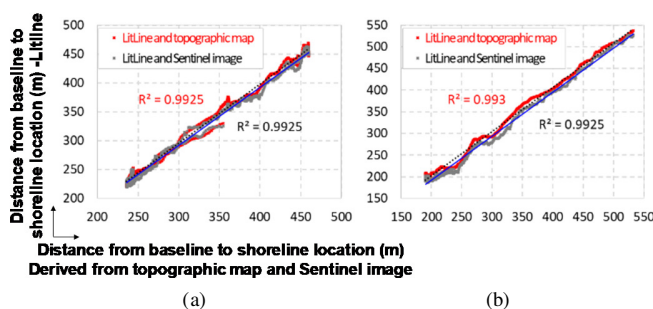 Distance from baseline to
shoreline location (m) -Litline
500
450
400
350
300
250
200
200 250 300 350 400 450 500
LitLine and topographic map
LitLine and Sentinel image
R² = 0.9925
R² = 0.9925
550
500
450
400
350
300
250
200
150
150 200 250 300 350 400 450 500 550
LitLine and topographic map
LitLine and Sentinel image
R² = 0.993
R² = 0.9925
Distance from baseline to shoreline location (m)
Derived from topographic map and Sentinel image
(a) (b)